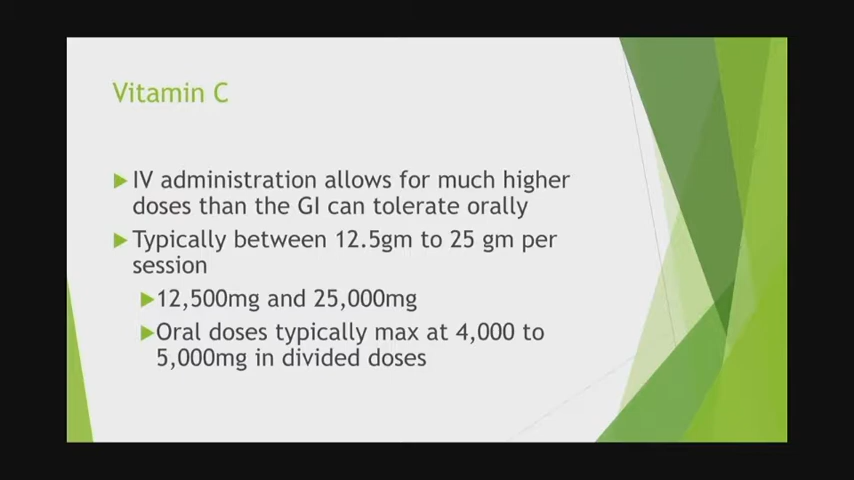 Vitamin C
IV administration allows for much higher
doses than the GI can tolerate orally
Typically between 12.5gm to 25 gm per
session
12,500mg and 25,000mg
Oral doses typically max at 4,000 to
5,000mg in divided doses